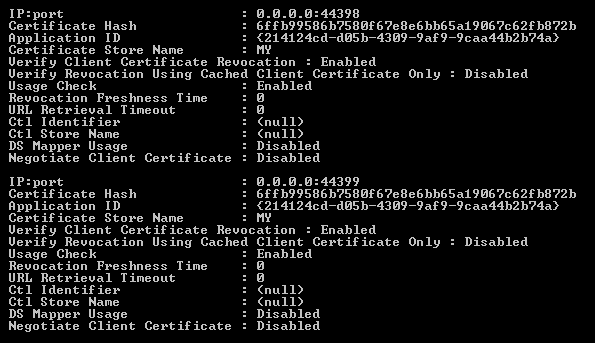 IP:port                      : 0.0.0.0:44398
Certificate Hash             : 6ffb99586b7580f67e8e6bb65a19067c62fb872b
Application ID               : {214124cd-d05b-4309-9af9-9caa44b2b74a}
Certificate Store Name       : MY
Verify Client Certificate Revocation : Enabled
Verify Revocation Using Cached Client Certificate Only : Disabled
Usage Check                  : Enabled
Revocation Freshness Time    : 0
URL Retrieval Timeout        : 0
Ctl Identifier               : (null)
Ctl Store Name               : (null)
DS Mapper Usage              : Disabled
Negotiate Client Certificate : Disabled

IP:port                      : 0.0.0.0:44399
Certificate Hash             : 6ffb99586b7580f67e8e6bb65a19067c62fb872b
Application ID               : {214124cd-d05b-4309-9af9-9caa44b2b74a}
Certificate Store Name       : MY
Verify Client Certificate Revocation : Enabled
Verify Revocation Using Cached Client Certificate Only : Disabled
Usage Check                  : Enabled
Revocation Freshness Time    : 0
URL Retrieval Timeout        : 0
Ctl Identifier               : (null)
Ctl Store Name               : (null)
DS Mapper Usage              : Disabled
Negotiate Client Certificate : Disabled